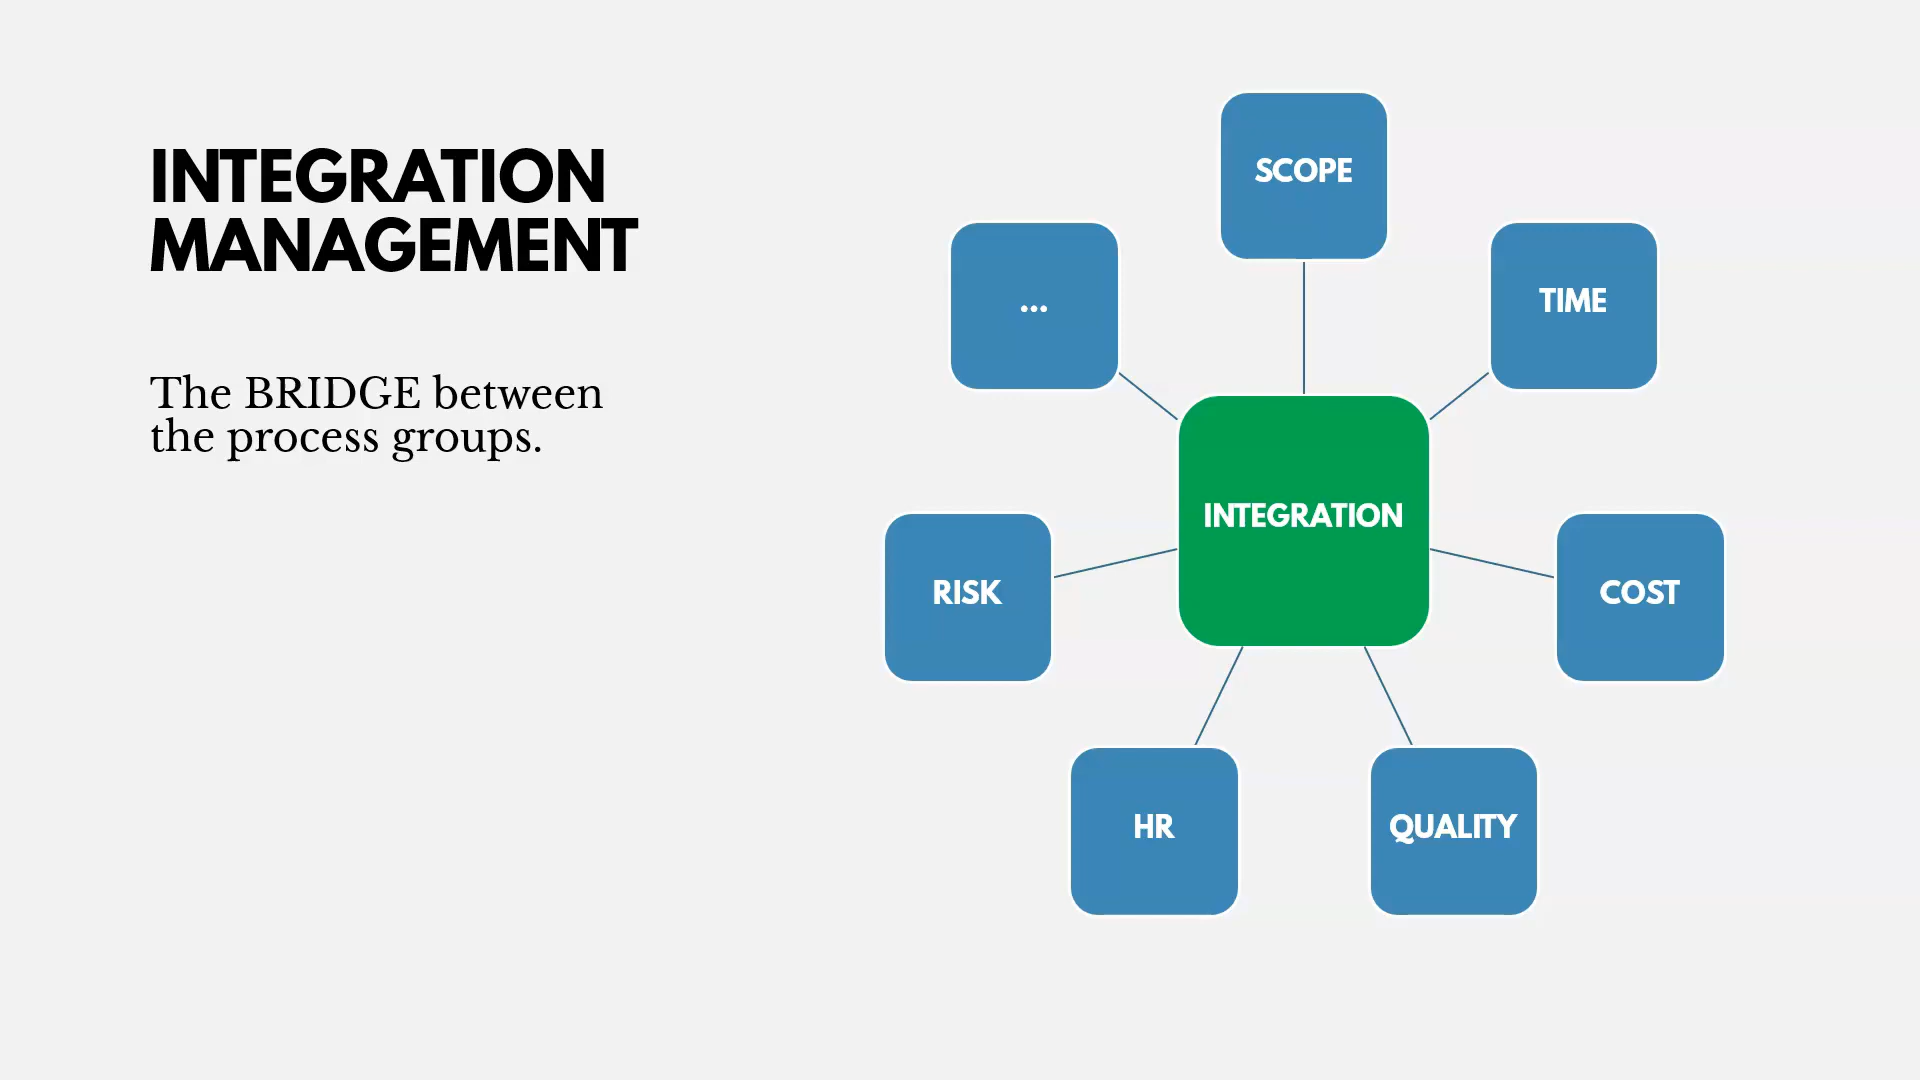 INTEGRATION
MANAGEMENT
The BRIDGE between
the process groups.
SCOPE
...
TIME
INTEGRATION
RISK
COST
HR
QUALITY